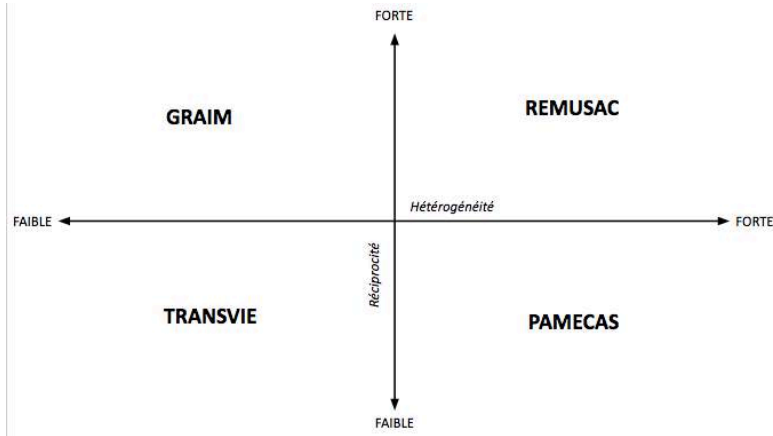 FORTE
GRAIM
REMUSAC
Hétérogénéité
FAIBLE
FORTE
Réciprocité
TRANSVIE
PAMECAS
FAIBLE